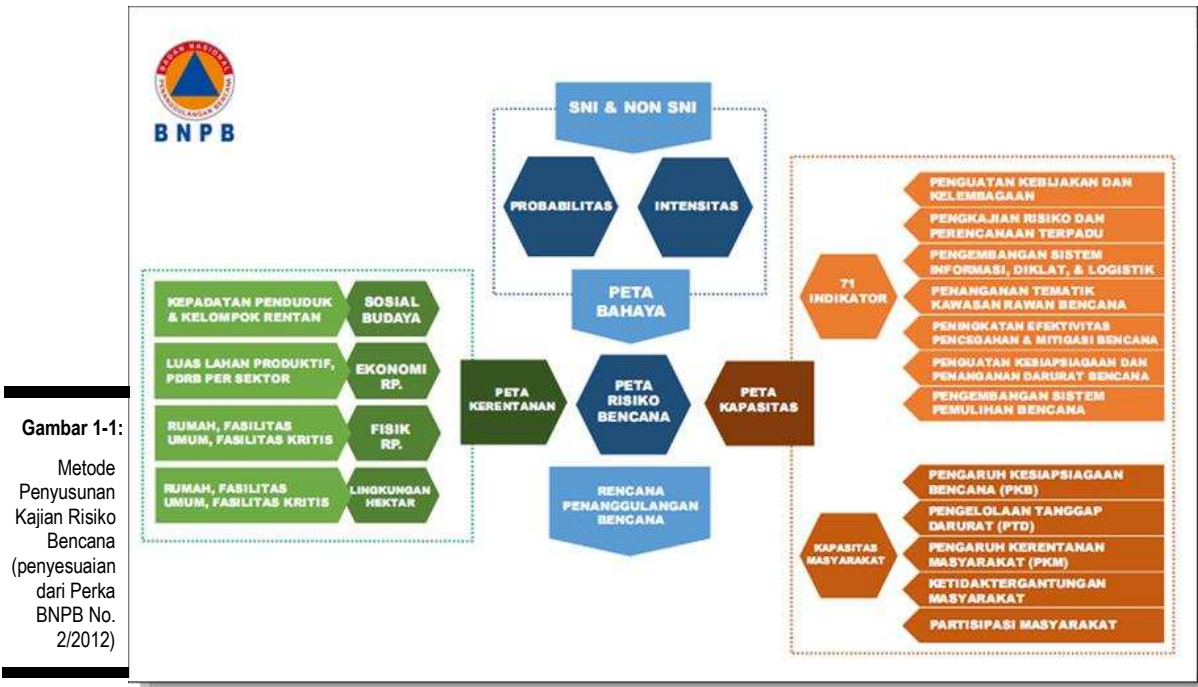 BADAN NASIONAL
PENANGGULANGAN BENCANA
BNPB
SNI & NON SNI
PROBABILITAS
INTENSITAS
PETA
BAHAYA
KEPADATAN PENDUDUK
& KELOMPOK RENTAN
SOSIAL
BUDAYA
LUAS LAHAN PRODUKTIF,
PDRB PER SEKTOR
EKONOMI
RP.
RUMAH, FASILITAS
UMUM, FASILITAS KRITIS
FISIK
RP.
RUMAH, FASILITAS
UMUM, FASILITAS KRITIS
LINGKUNGAN
HEKTAR
PETA
KERENTANAN
PETA
RISIKO
BENCANA
PETA
KAPASITAS
RENCANA
PENANGGULANGAN
BENCANA
71
INDIKATOR
PENGUATAN KEBIJAKAN DAN
KELEMBAGAAN
PENGKAJIAN RISIKO DAN
PERENCANAAN TERPADU
PENGEMBANGAN SISTEM
INFORMASI, DIKLAT, & LOGISTIK
PENANGANAN TEMATIK
KAWASAN RAWAN BENCANA
PENINGKATAN EFEKTIVITAS
PENCEGAHAN & MITIGASI BENCANA
PENGUATAN KESIAPSIAGAAN DAN
PENANGANAN DARURAT BENCANA
PENGEMBANGAN SISTEM
PEMULIHAN BENCANA
KAPASITAS
MASYARAKAT
PENGARUH KESIAPSIAGAAN
BENCANA (PKB)
PENGELOLAAN TANGGAP
DARURAT (PTD)
PENGARUH KERENTANAN
MASYARAKAT (PKM)
KETIDAKTERGANTUNGAN
MASYARAKAT
PARTISIPASI MASYARAKAT
Gambar 1-1:
Metode
Penyusunan
Kajian Risiko
Bencana
(penyesuaian
dari Perka
BNPB No.
2/2012)